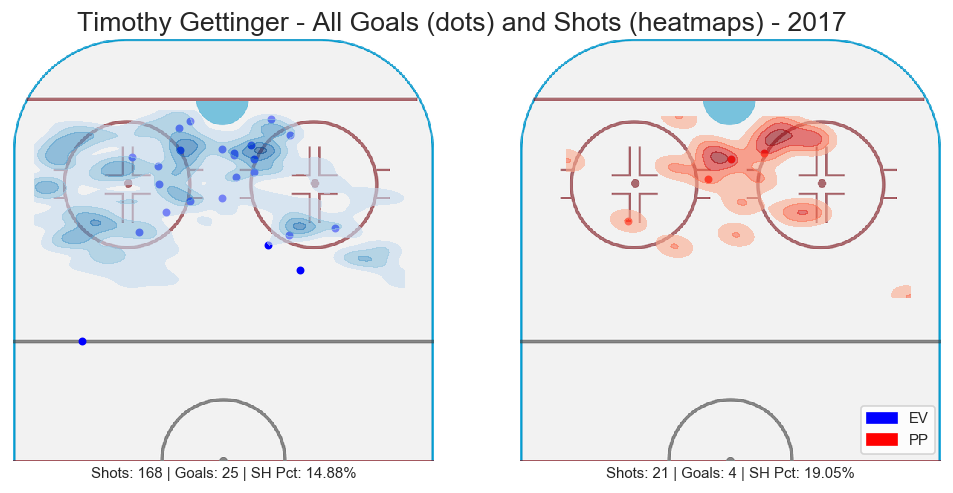 Timothy Gettinger - All Goals (dots) and Shots (heatmaps) - 2017
EV
PP
Shots: 168 | Goals: 25 | SH Pct: 14.88%
Shots: 21 | Goals: 4 | SH Pct: 19.05%